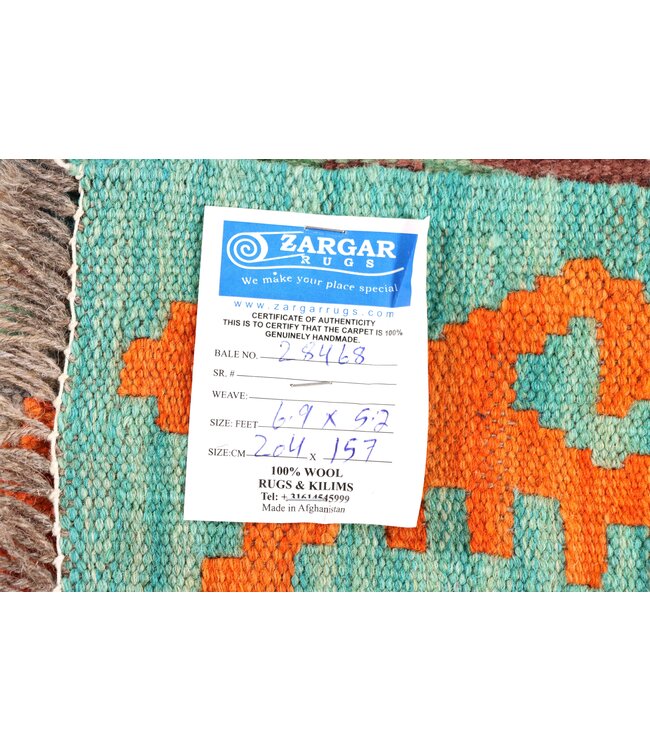 ZARGAR
RUGS
We make your place special
www.zargarrugs.com
CERTIFICATE OF AUTHENTICITY
THIS IS TO CERTIFY THAT THE CARPET IS 100%
GENUINELY HANDMADE.
BALE NO. 28468
SR. #
WEAVE:
SIZE: FEET 6.9 X 5.2
SIZE:CM 204 X 157
100% WOOL
RUGS & KILIMS
Tel: + 31614545999
Made in Afghanistan